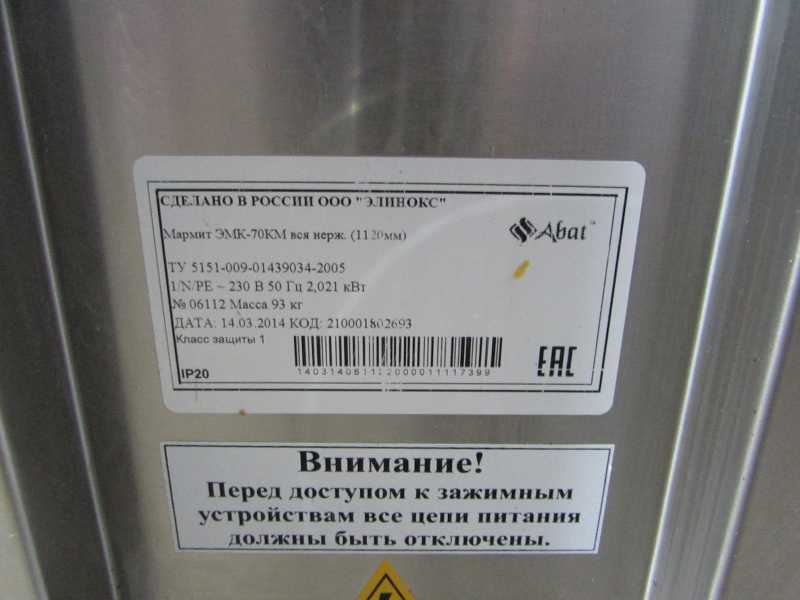 СДЕЛАНО В РОССИИ ООО "ЭЛИНОКС"
Мармит ЭМК-70КМ вся нерж. (1120мм)
Abat™
ТУ 5151-009-01439034-2005
1/N/PE ~ 230 В 50 Гц 2,021 кВт
№ 06112 Масса 93 кг
ДАТА: 14.03.2014 КОД: 210001802693
Класс защиты 1
IP20
EAC
Внимание!
Перед доступом к зажимным
устройствам все цепи питания
должны быть отключены.